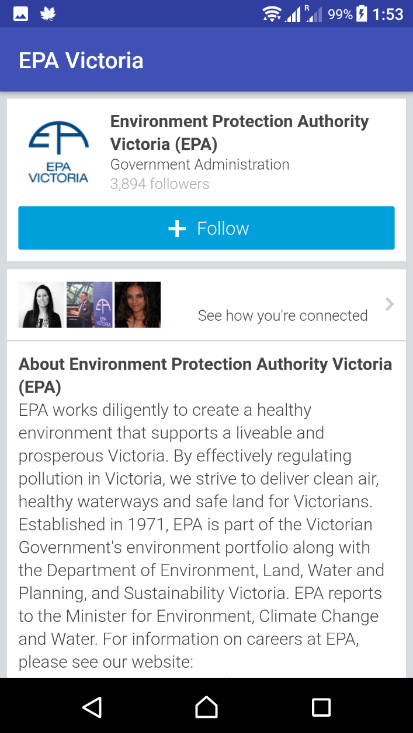 R
99%
1:53
EPA Victoria
EPA
VICTORIA
Environment Protection Authority
Victoria (EPA)
Government Administration
3,894 followers
+ Follow
See how you're connected
About Environment Protection Authority Victoria
(EPA)
EPA works diligently to create a healthy
environment that supports a liveable and
prosperous Victoria. By effectively regulating
pollution in Victoria, we strive to deliver clean air,
healthy waterways and safe land for Victorians.
Established in 1971, EPA is part of the Victorian
Government's environment portfolio along with
the Department of Environment, Land, Water and
Planning, and Sustainability Victoria. EPA reports
to the Minister for Environment, Climate Change
and Water. For information on careers at EPA,
please see our website: